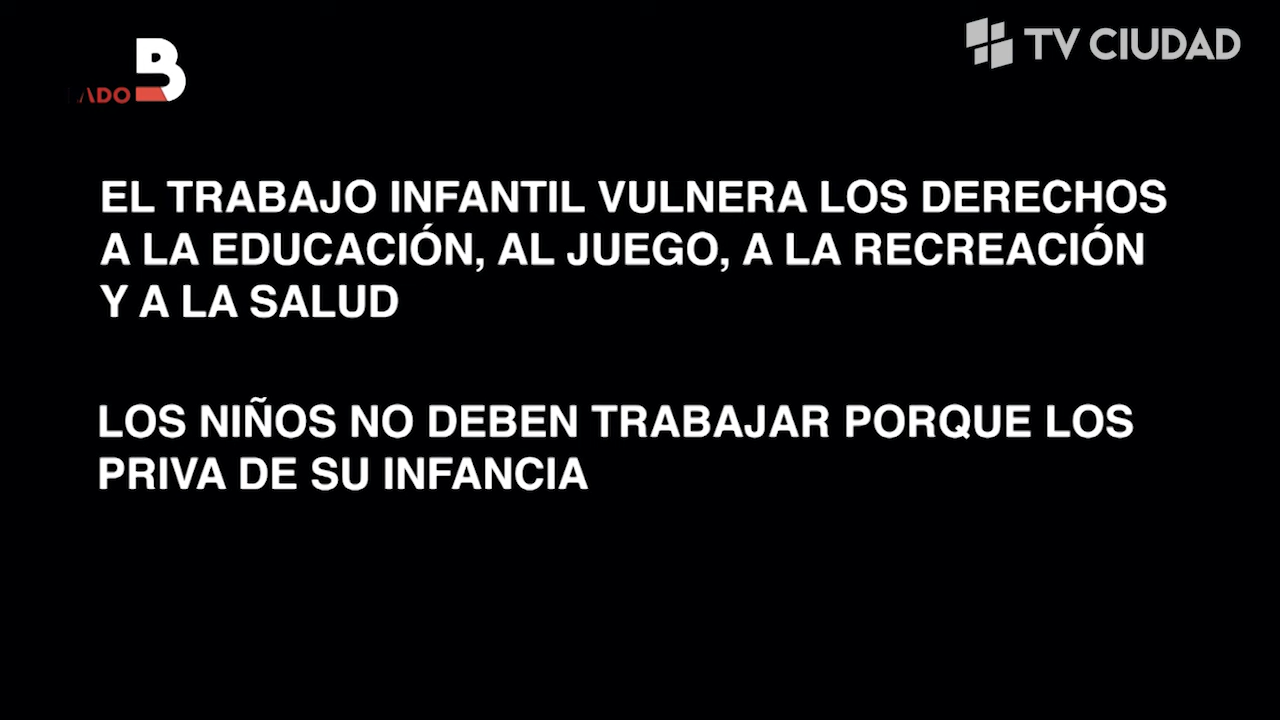 TV CIUDAD
ADO B
EL TRABAJO INFANTIL VULNERA LOS DERECHOS
A LA EDUCACIÓN, AL JUEGO, A LA RECREACIÓN
Y A LA SALUD
LOS NIÑOS NO DEBEN TRABAJAR PORQUE LOS
PRIVA DE SU INFANCIA